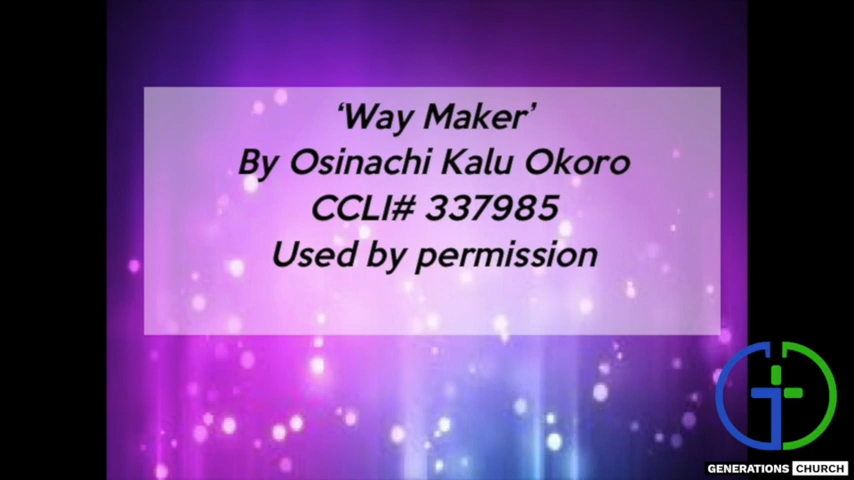 ‘Way Maker’
By Osinachi Kalu Okoro
CCLI# 337985
Used by permission
GENERATIONS CHURCH